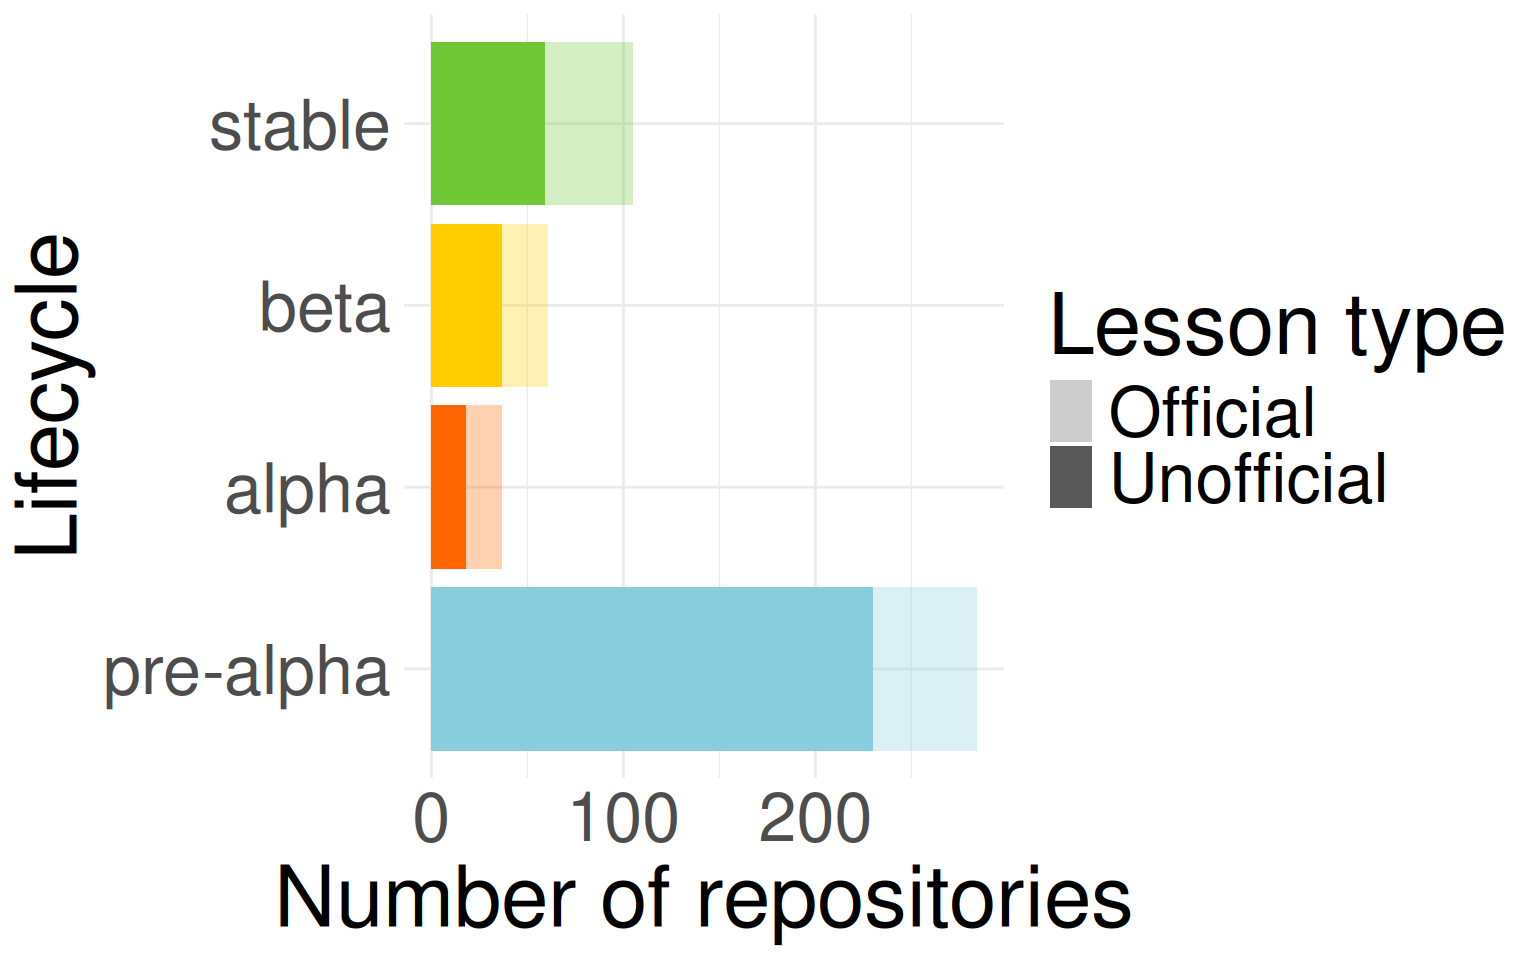 Lifecycle
stable
beta
alpha
pre-alpha
0 100 200
Number of repositories
Lesson type
Official
Unofficial